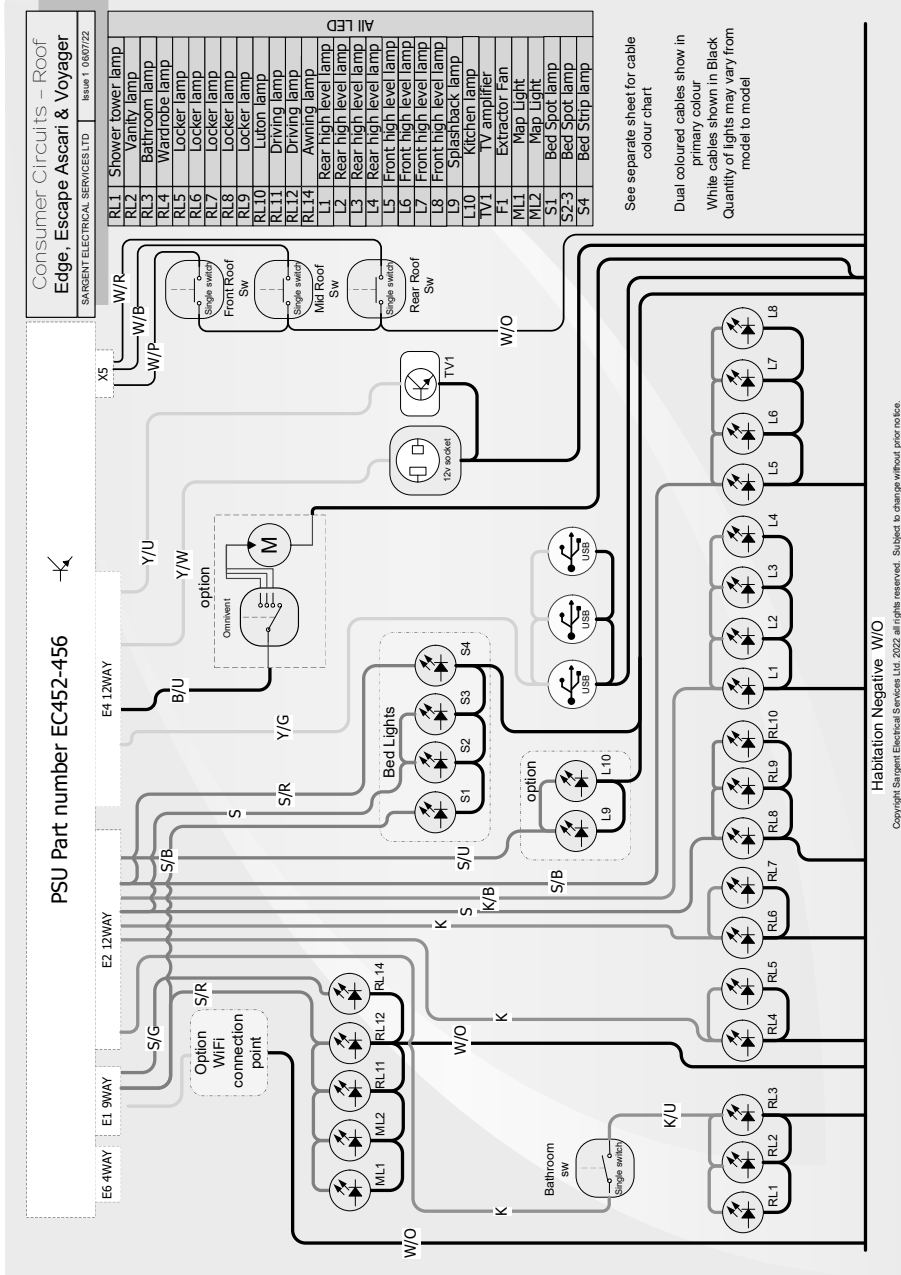 Consumer Circuits - Roof
Edge, Escape Ascari & Voyager
SARGENT ELECTRICAL SERVICES LTD
Issue 1 06/07/22
RL1 Shower tower lamp
RL2 Vanity lamp
RL3 Bathroom lamp
RL4 Wardrobe lamp
RL5 Locker lamp
RL6 Locker lamp
RL7 Locker lamp
RL8 Locker lamp
RL9 Locker lamp
RL10 Luton lamp
RL11 Driving lamp
RL12 Driving lamp
RL14 Awning lamp
L1 Rear high level lamp
L2 Rear high level lamp
L3 Rear high level lamp
L4 Rear high level lamp
L5 Front high level lamp
L6 Front high level lamp
L7 Front high level lamp
L8 Front high level lamp
L9 Splashback lamp
L10 Kitchen lamp
TV1 TV amplifier
F1 Extractor Fan
ML1 Map Light
ML2 Map Light
S1 Bed Spot lamp
S2-3 Bed Spot lamp
S4 Bed Strip lamp
All LED
See separate sheet for cable
colour chart
Dual coloured cables show in
primary colour
White cables shown in Black
Quantity of lights may vary from
model to model
PSU Part number EC452-456
E6 4WAY
E1 9WAY
E2 12WAY
E4 12WAY
X5
W/R
W/B
W/P
Single switch
Front Roof
Sw
Single switch
Mid Roof
Sw
Single switch
Rear Roof
Sw
W/O
Y/U
Y/W
TV1
12v socket
option
Omnivent
M
B/U
Y/G
USB
USB
USB
S/R
S
S/B
Bed Lights
S1
S2
S3
S4
S/U
option
L9
L10
S/B
K/B
S
K
S/G
S/R
Option
WiFi
connection
point
ML1
ML2
RL11
RL12
RL14
K
W/O
Bathroom
sw
Single switch
K/U
K
W/O
RL1
RL2
RL3
RL4
RL5
RL6
RL7
RL8
RL9
RL10
L1
L2
L3
L4
L5
L6
L7
L8
Habitation Negative W/O
Copyright Sargent Electrical Services Ltd. 2022 all rights reserved. Subject to change without prior notice.